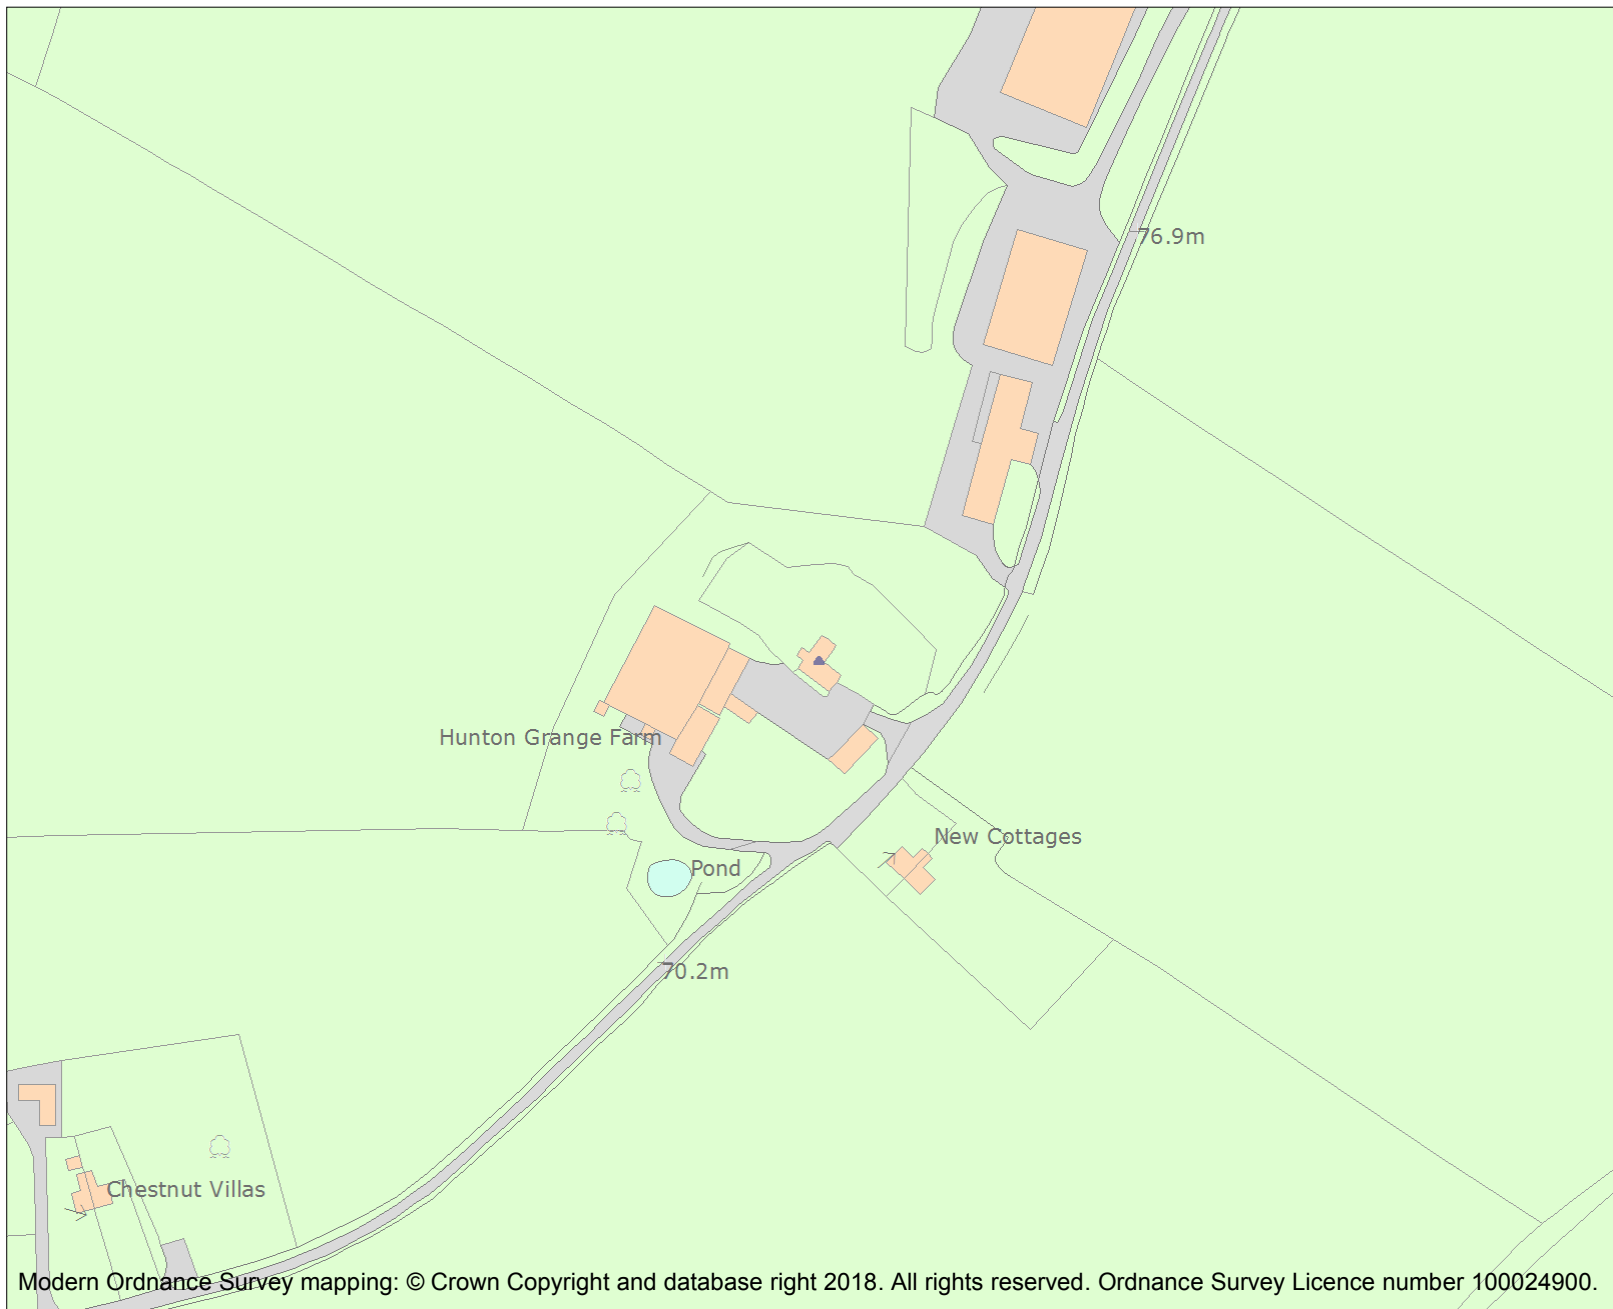 76.9m
Hunton Grange Farm
New Cottages
Pond
70.2m
Chestnut Villas
Modern Ordnance Survey mapping: © Crown Copyright and database right 2018. All rights reserved. Ordnance Survey Licence number 100024900.